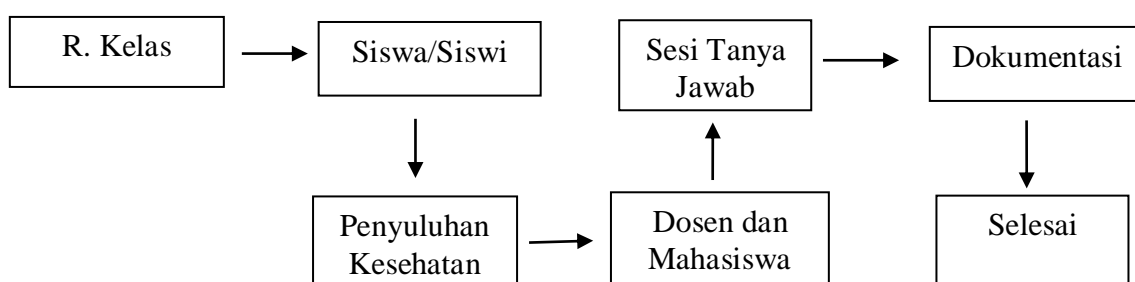 R. Kelas
Siswa/Siswi
Penyuluhan
Kesehatan
Dosen dan
Mahasiswa
Sesi Tanya
Jawab
Dokumentasi
Selesai